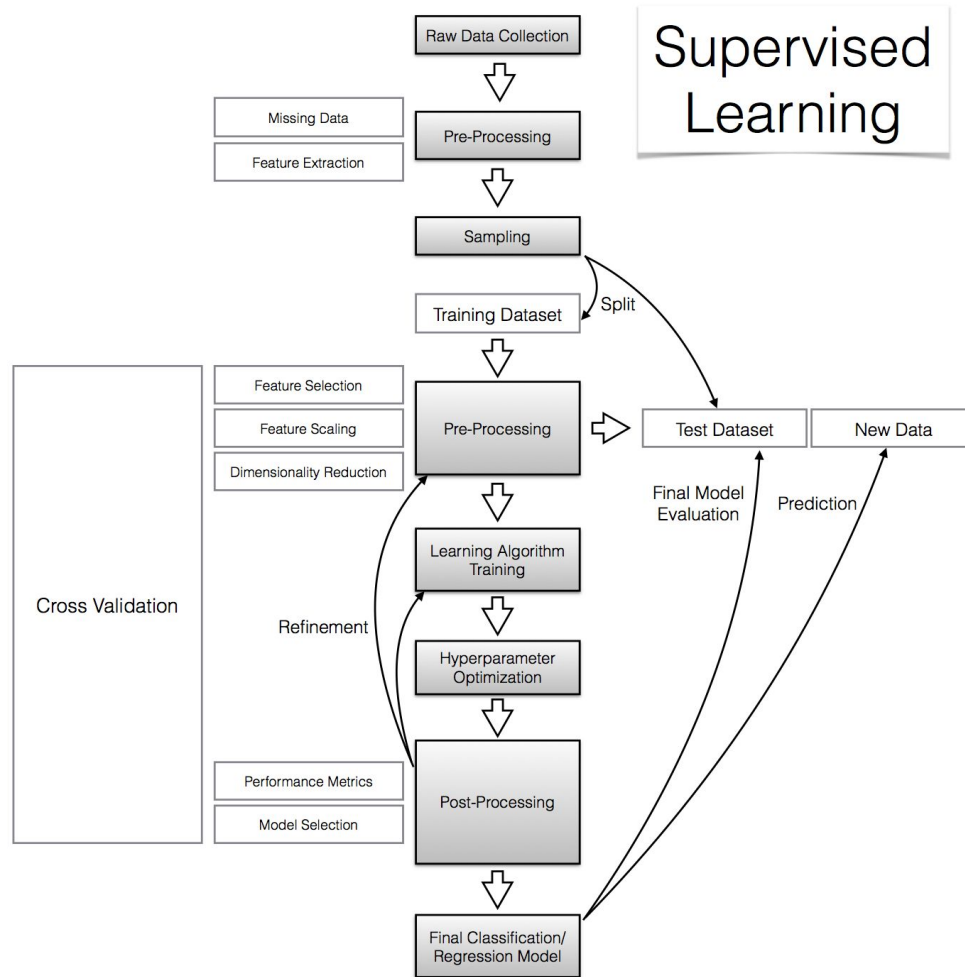 Supervised
Learning
Raw Data Collection
Missing Data
Feature Extraction
Pre-Processing
Sampling
Split
Training Dataset
Feature Selection
Feature Scaling
Dimensionality Reduction
Pre-Processing
Test Dataset
New Data
Final Model
Evaluation
Prediction
Learning Algorithm
Training
Cross Validation
Refinement
Hyperparameter
Optimization
Performance Metrics
Model Selection
Post-Processing
Final Classification/
Regression Model